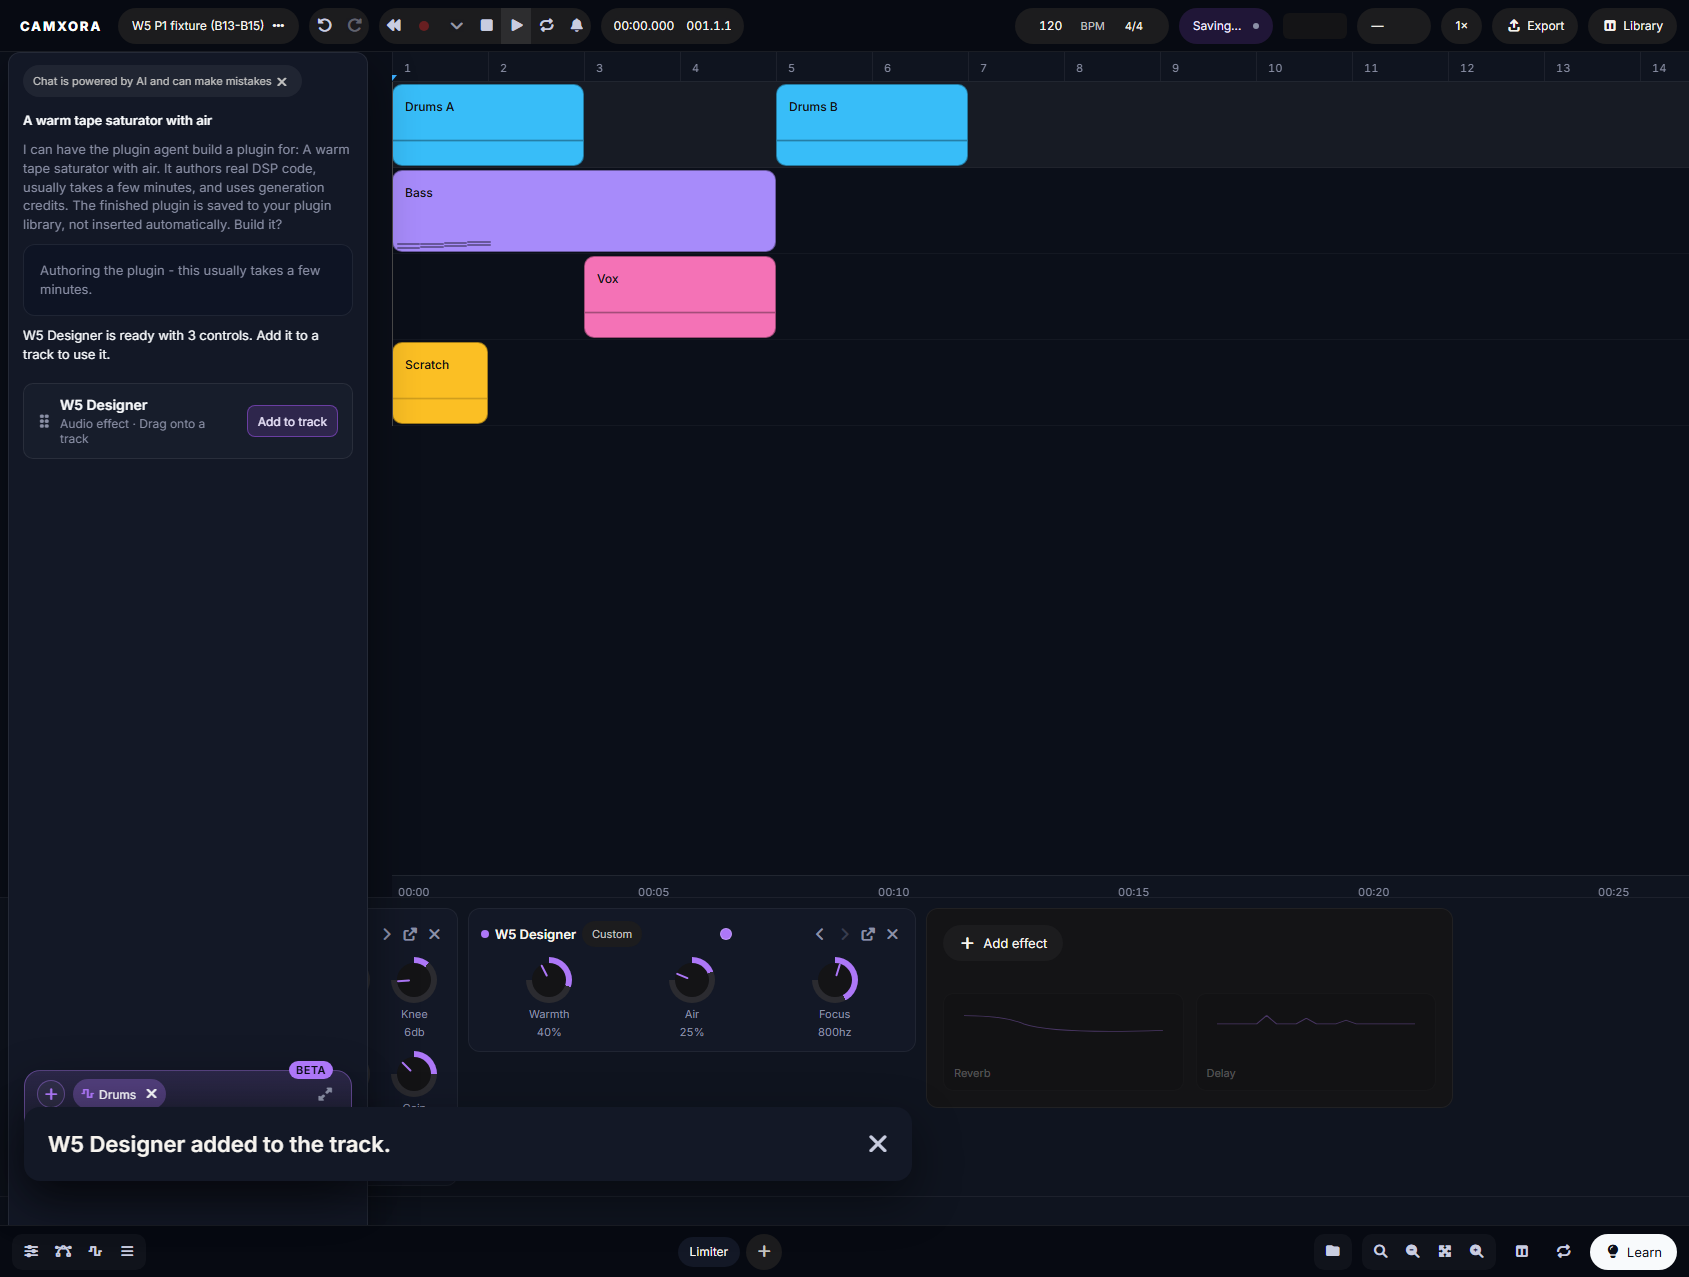 CAMXORA
W5 P1 fixture (B13-B15)
00:00.000 001.1.1
120 BPM 4/4
Saving...
1×
Export
Library
Chat is powered by AI and can make mistakes
A warm tape saturator with air
I can have the plugin agent build a plugin for: A warm
tape saturator with air. It authors real DSP code,
usually takes a few minutes, and uses generation
credits. The finished plugin is saved to your plugin
library, not inserted automatically. Build it?
Authoring the plugin - this usually takes a few
minutes.
W5 Designer is ready with 3 controls. Add it to a
track to use it.
W5 Designer
Audio effect · Drag onto a
track
Add to track
1 2 3 4 5 6 7 8 9 10 11 12 13 14
Drums A
Drums B
Bass
Vox
Scratch
00:00 00:05 00:10 00:15 00:20 00:25
Knee
6db
W5 Designer
Custom
Warmth
40%
Air
25%
Focus
800hz
Add effect
Reverb
Delay
BETA
Drums
W5 Designer added to the track.
Limiter
Learn